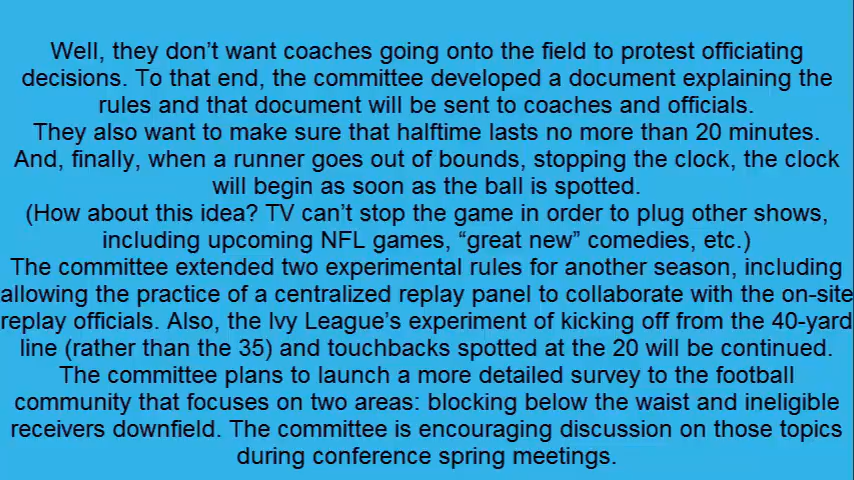 Well, they don’t want coaches going onto the field to protest officiating
decisions. To that end, the committee developed a document explaining the
rules and that document will be sent to coaches and officials.
They also want to make sure that halftime lasts no more than 20 minutes.
And, finally, when a runner goes out of bounds, stopping the clock, the clock
will begin as soon as the ball is spotted.
(How about this idea? TV can’t stop the game in order to plug other shows,
including upcoming NFL games, “great new” comedies, etc.)
The committee extended two experimental rules for another season, including
allowing the practice of a centralized replay panel to collaborate with the on-site
replay officials. Also, the Ivy League’s experiment of kicking off from the 40-yard
line (rather than the 35) and touchbacks spotted at the 20 will be continued.
The committee plans to launch a more detailed survey to the football
community that focuses on two areas: blocking below the waist and ineligible
receivers downfield. The committee is encouraging discussion on those topics
during conference spring meetings.